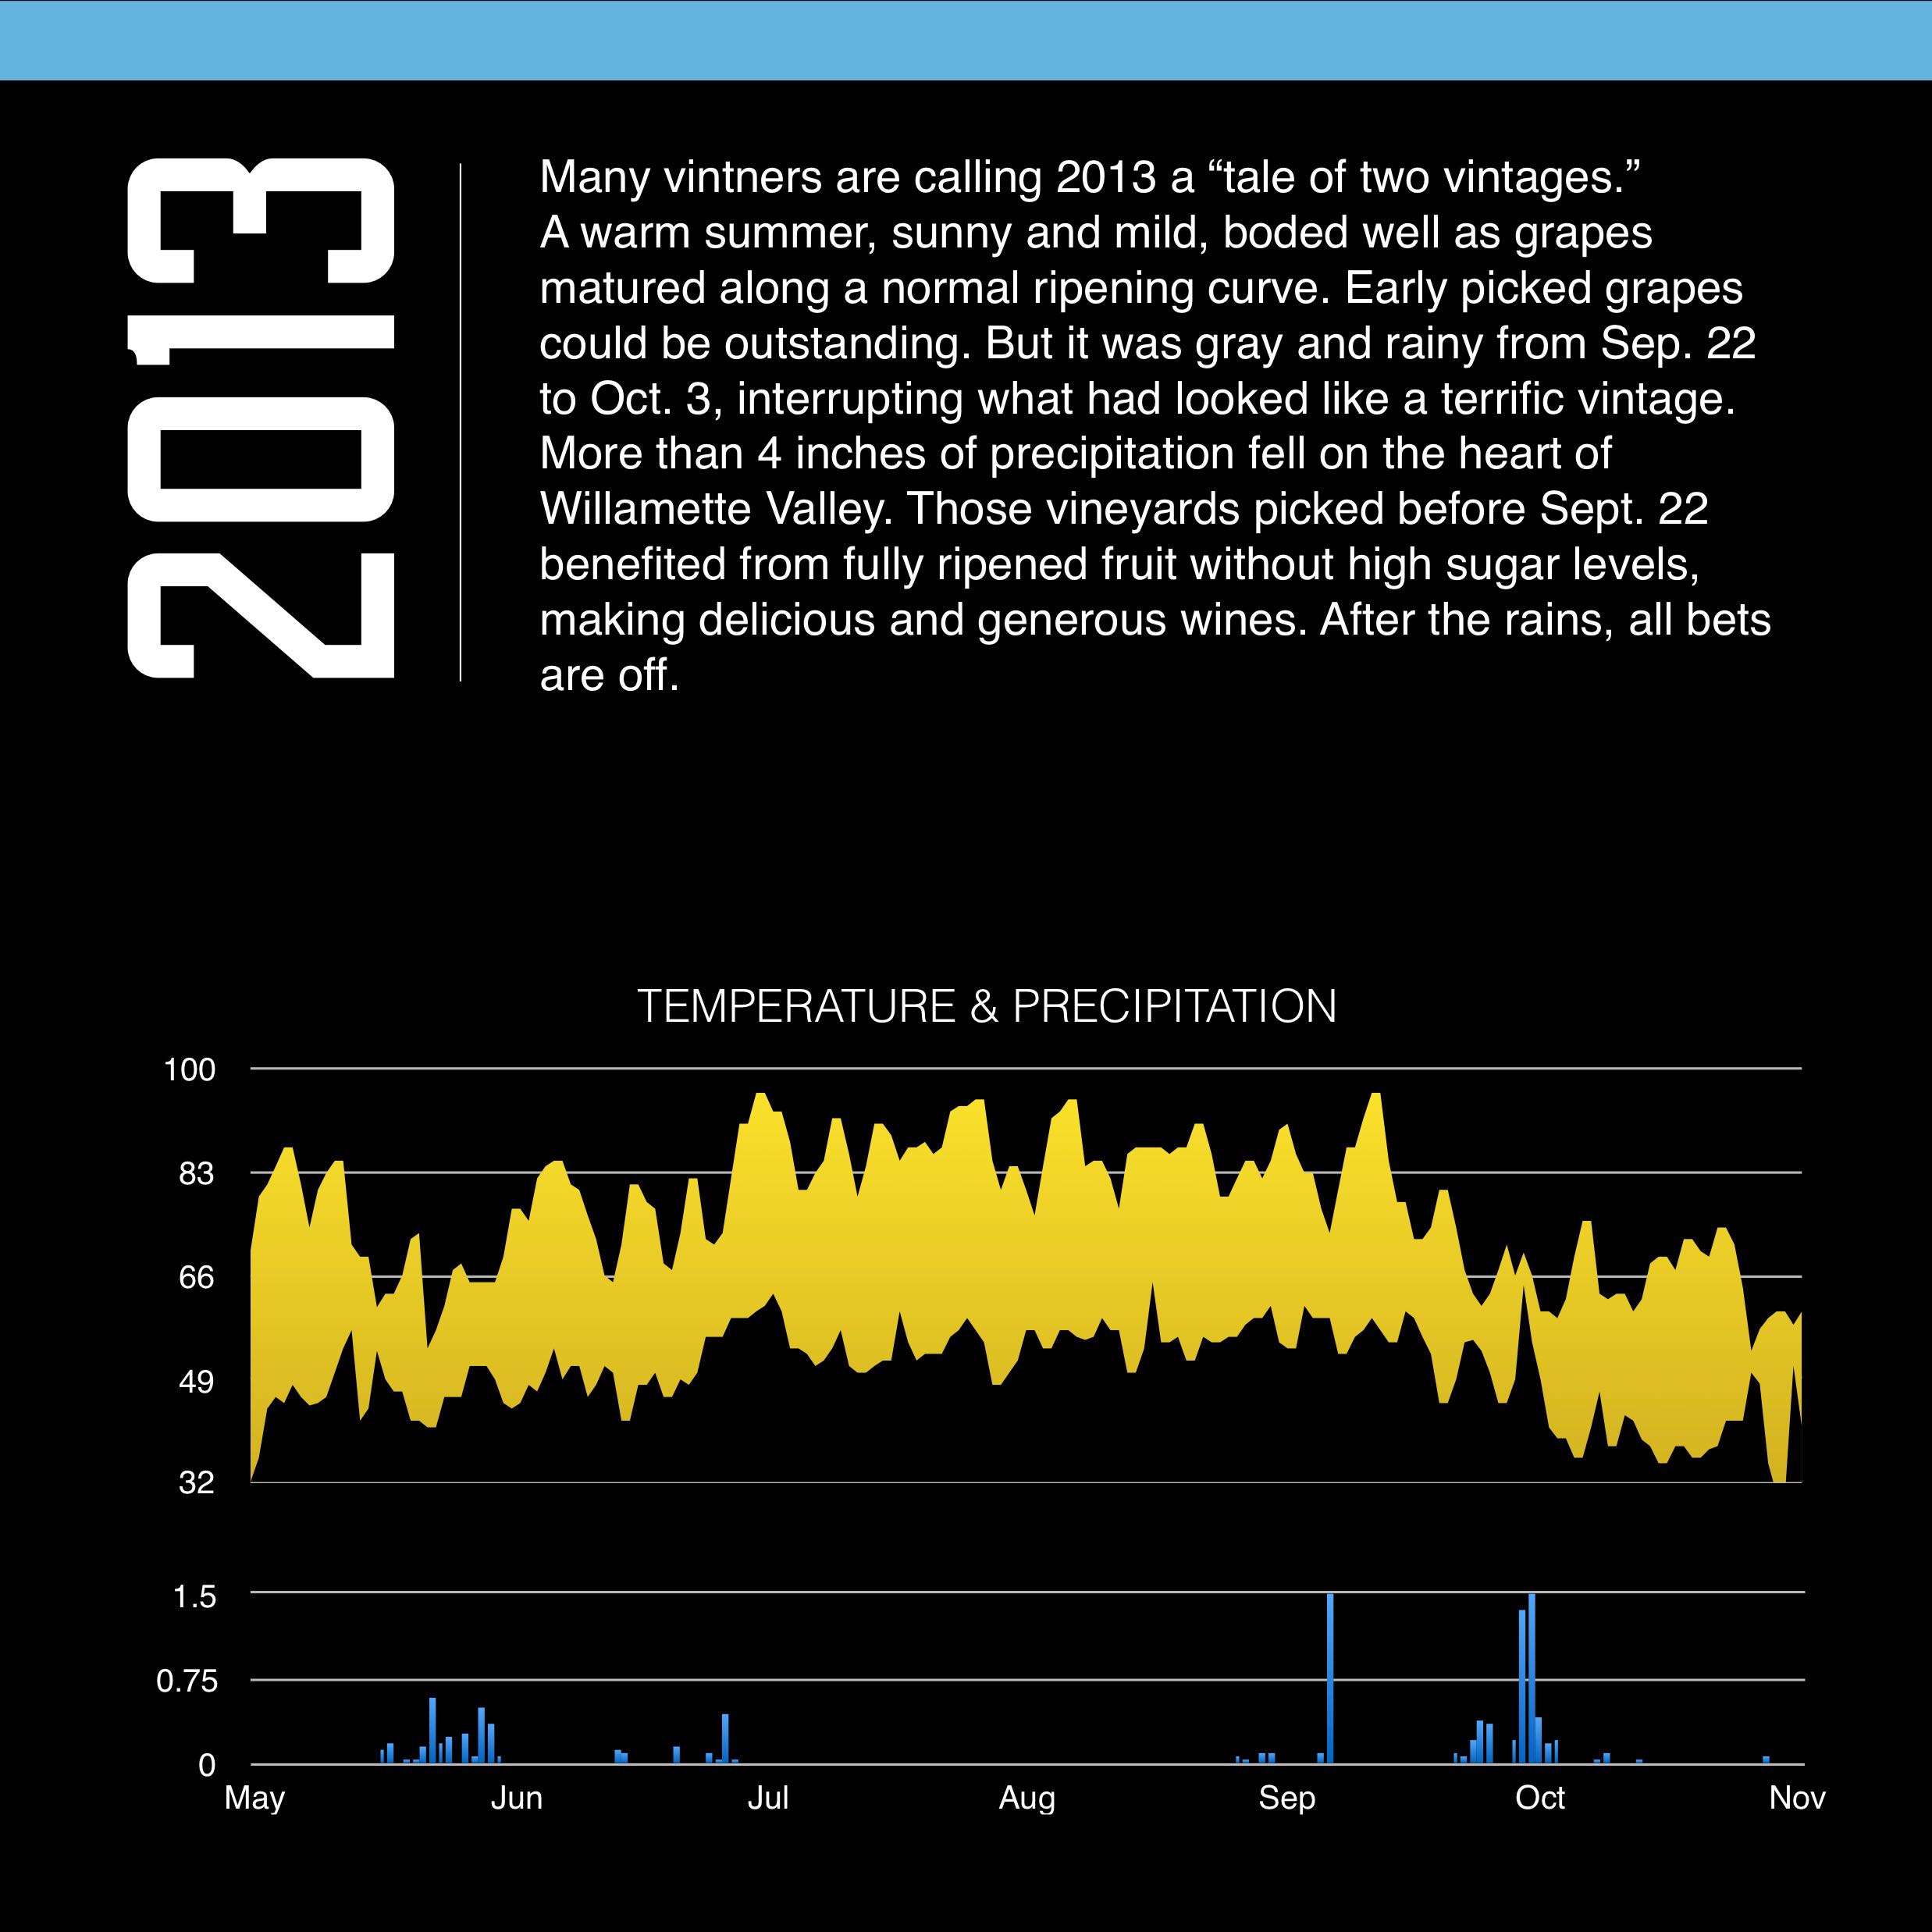 2013
Many vintners are calling 2013 a “tale of two vintages.”
A warm summer, sunny and mild, boded well as grapes
matured along a normal ripening curve. Early picked grapes
could be outstanding. But it was gray and rainy from Sep. 22
to Oct. 3, interrupting what had looked like a terrific vintage.
More than 4 inches of precipitation fell on the heart of
Willamette Valley. Those vineyards picked before Sept. 22
benefited from fully ripened fruit without high sugar levels,
making delicious and generous wines. After the rains, all bets
are off.
TEMPERATURE & PRECIPITATION
100
83
66
49
32
1.5
0.75
0
May Jun Jul Aug Sep Oct Nov